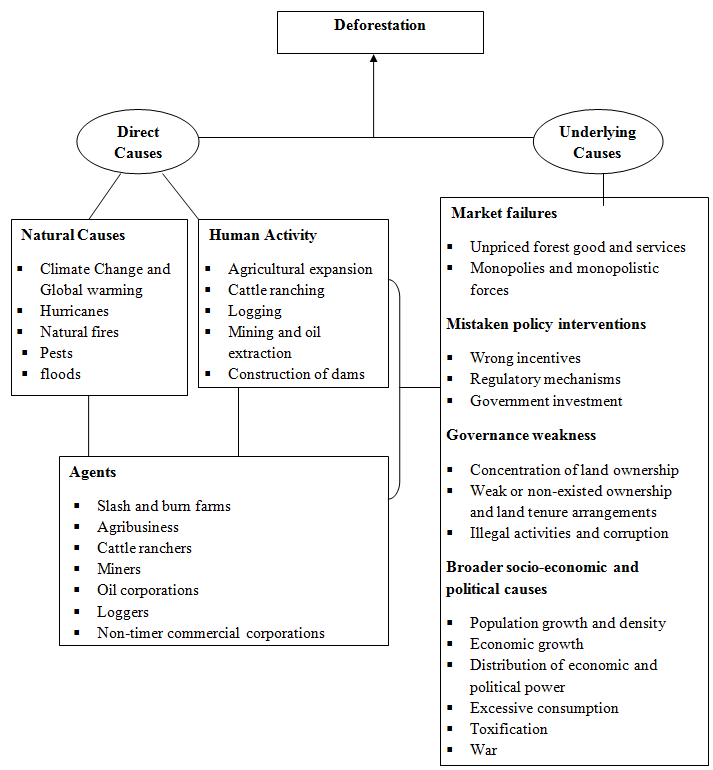 Deforestation
Direct
Causes
Underlying
Causes
Natural Causes
▪ Climate Change and
Global warming
▪ Hurricanes
▪ Natural fires
▪ Pests
▪ floods
Human Activity
▪ Agricultural expansion
▪ Cattle ranching
▪ Logging
▪ Mining and oil
extraction
▪ Construction of dams
Agents
▪ Slash and burn farms
▪ Agribusiness
▪ Cattle ranchers
▪ Miners
▪ Oil corporations
▪ Loggers
▪ Non-timer commercial corporations
Market failures
▪ Unpriced forest good and services
▪ Monopolies and monopolistic
forces
Mistaken policy interventions
▪ Wrong incentives
▪ Regulatory mechanisms
▪ Government investment
Governance weakness
▪ Concentration of land ownership
▪ Weak or non-existed ownership
and land tenure arrangements
▪ Illegal activities and corruption
Broader socio-economic and
political causes
▪ Population growth and density
▪ Economic growth
▪ Distribution of economic and
political power
▪ Excessive consumption
▪ Toxification
▪ War